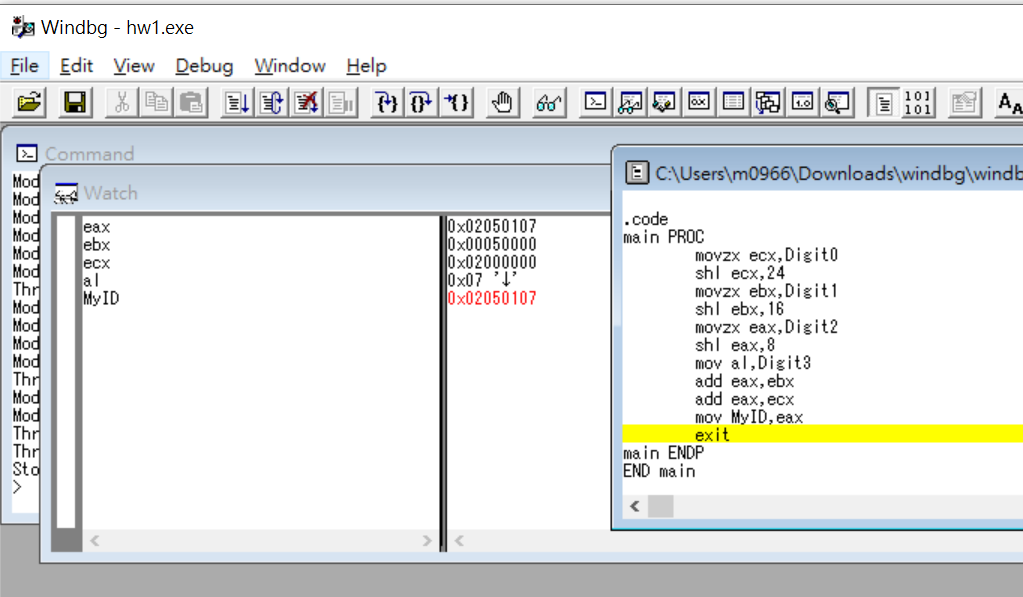 Windbg - hw1.exe
File Edit View Debug Window Help
Command
Mod
Mod
Mod
Mod
Mod
Mod
Thr
Mod
Mod
Mod
Mod
Thr
Mod
Mod
Thr
Thr
Sto
>
Watch
eax 0x02050107
ebx 0x00050000
ecx 0x02000000
al 0x07 '↓'
MyID 0x02050107
C:\Users\m0966\Downloads\windbg\windb
.code
main PROC
movzx ecx,Digit0
shl ecx,24
movzx ebx,Digit1
shl ebx,16
movzx eax,Digit2
shl eax,8
mov al,Digit3
add eax,ebx
add eax,ecx
mov MyID,eax
exit
main ENDP
END main